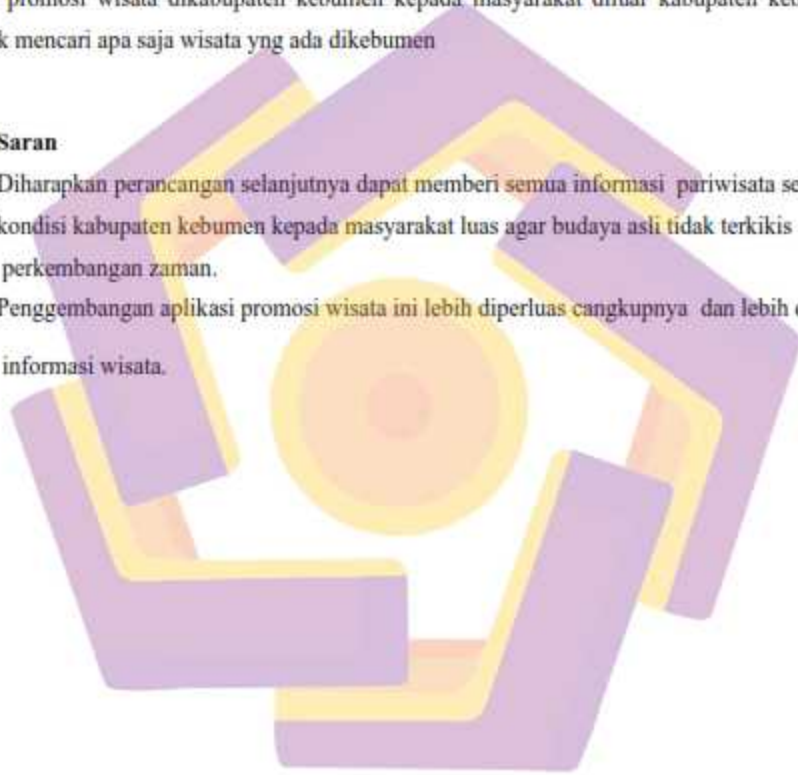 promosi wisata dikabupaten kebumen kepada masyarakat diluar kabupaten
mencari apa saja wisata yng ada dikebumen
Saran
Diharapkan perancangan selanjutnya dapat memberi semua informasi pariwisata
kondisi kabupaten kebumen kepada masyarakat luas agar budaya asli tidak terkikis
perkembangan zaman.
Penggembangan aplikasi promosi wisata ini lebih diperluas cangkupnya dan lebih
informasi wisata.